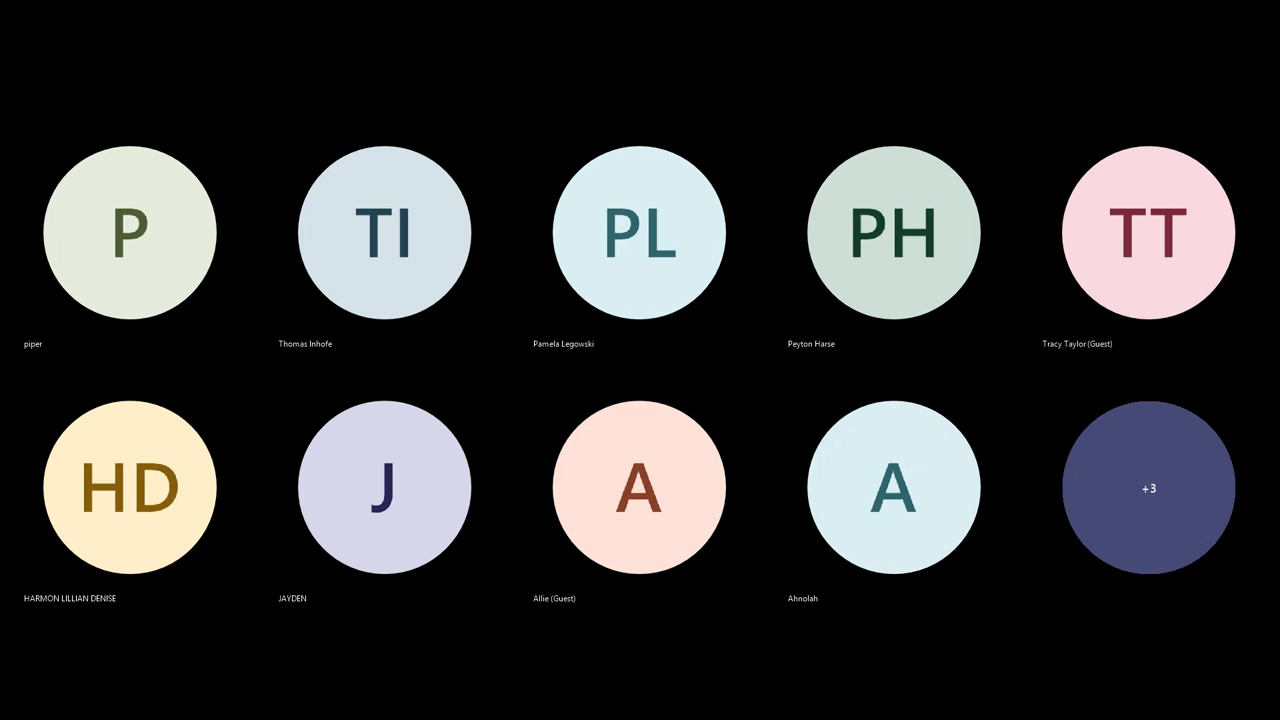 P
TI
PL
PH
TT
piper
Thomas Inhofe
Pamela Legowski
Peyton Harse
Tracy Taylor (Guest)
HD
J
A
A
+3
HARMON LILLIAN DENISE
JAYDEN
Allie (Guest)
Ahnolah